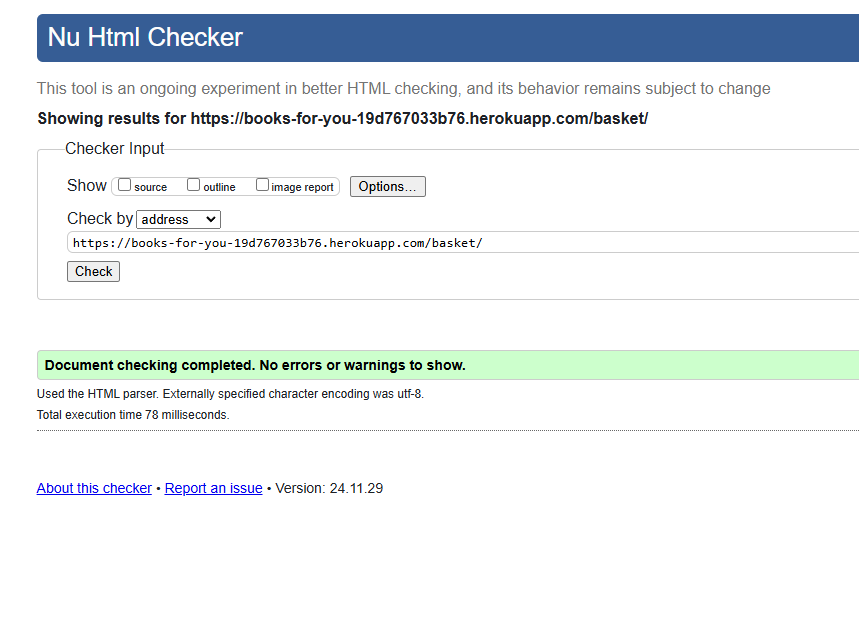 Nu Html Checker
This tool is an ongoing experiment in better HTML checking, and its behavior remains subject to change
Showing results for https://books-for-you-19d767033b76.herokuapp.com/basket/
Checker Input
Show source outline image report Options...
Check by address
https://books-for-you-19d767033b76.herokuapp.com/basket/
Check
Document checking completed. No errors or warnings to show.
Used the HTML parser. Externally specified character encoding was utf-8.
Total execution time 78 milliseconds.
About this checker • Report an issue • Version: 24.11.29